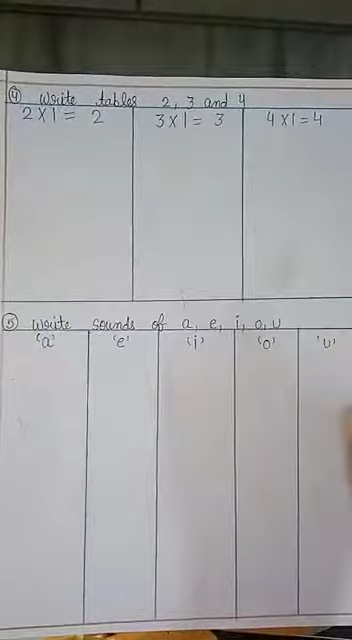 ④ Write tables 2, 3 and 4
2 X 1 = 2 3 X 1 = 3 4 X 1 = 4
⑤ Write sounds of a, e, i, o, u
'a' 'e' 'i' 'o' 'u'